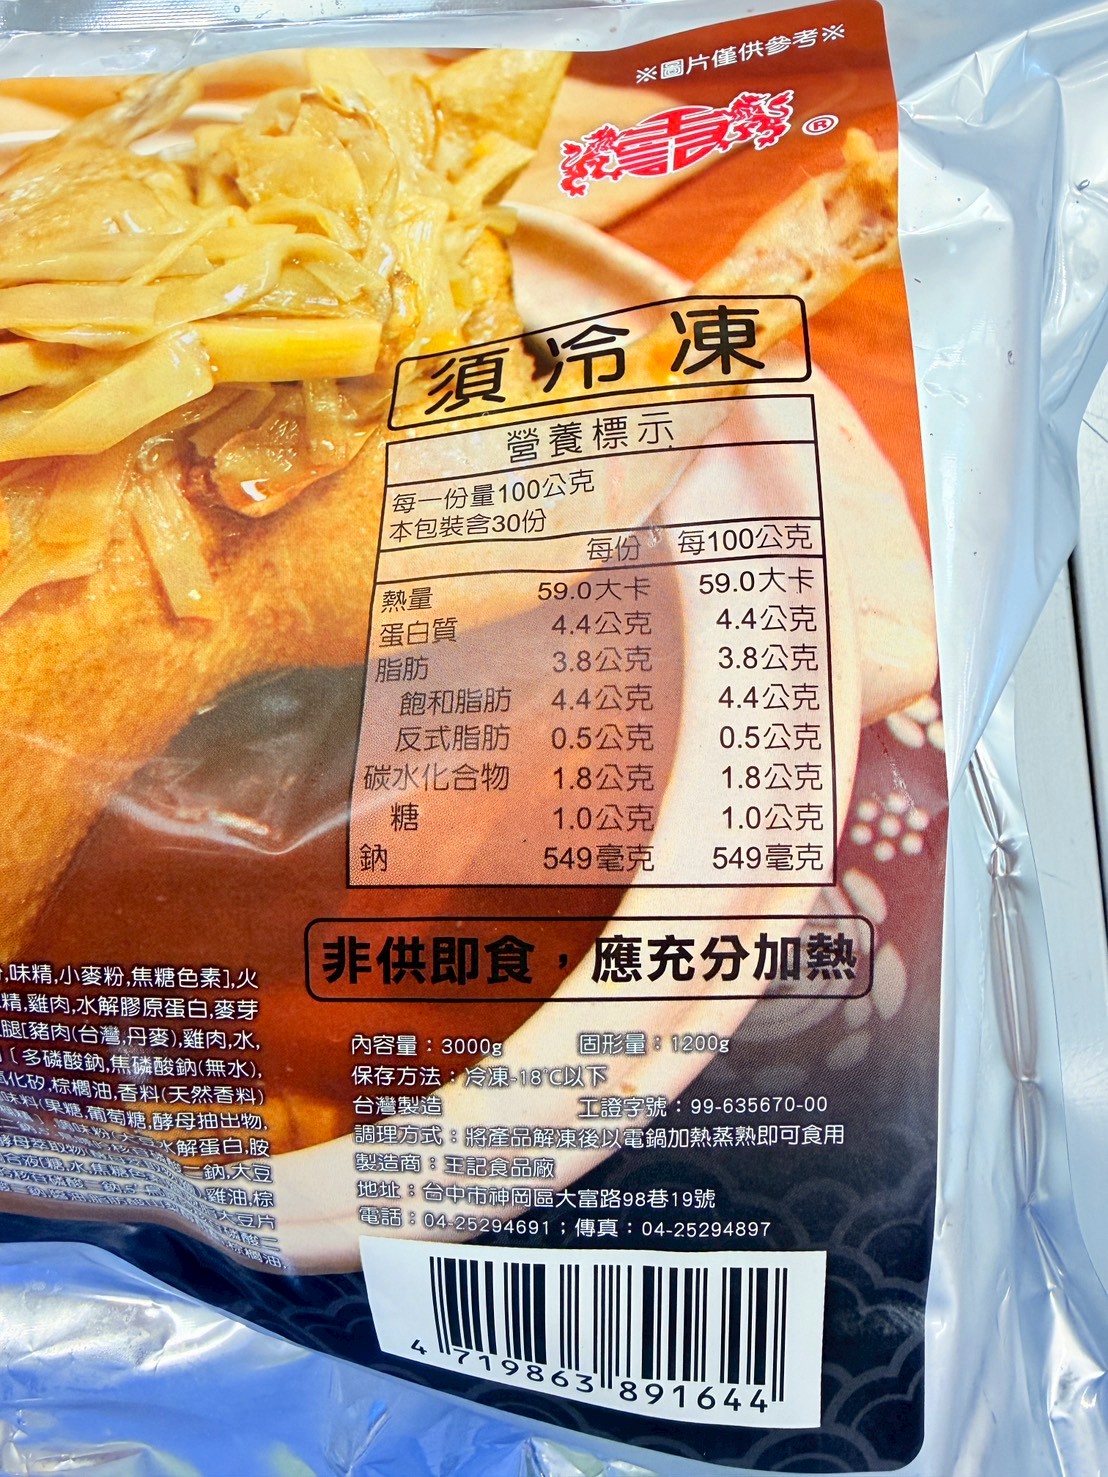 ※圖片僅供參考※
®
須冷凍
營養標示
每一份量100公克
本包裝含30份
每份 每100公克
熱量 59.0大卡 59.0大卡
蛋白質 4.4公克 4.4公克
脂肪 3.8公克 3.8公克
飽和脂肪 4.4公克 4.4公克
反式脂肪 0.5公克 0.5公克
碳水化合物 1.8公克 1.8公克
糖 1.0公克 1.0公克
鈉 549毫克 549毫克
非供即食，應充分加熱
,味精,小麥粉,焦糖色素],火
精,雞肉,水解膠原蛋白,麥芽
腿[豬肉(台灣,丹麥),雞肉,水,
〔多磷酸鈉,焦磷酸鈉(無水),
化矽,棕櫚油,香料(天然香料)
味料(果糖,葡萄糖,酵母抽出物,
水解蛋白,胺
二鈉,大豆
雞油,棕
大豆片
棕櫚油,
內容量：3000g 固形量：1200g
保存方法：冷凍-18℃以下
台灣製造 工證字號：99-635670-00
調理方式：將產品解凍後以電鍋加熱蒸熟即可食用
製造商：王記食品廠
地址：台中市神岡區大富路98巷19號
電話：04-25294691；傳真：04-25294897
4 719863 891644